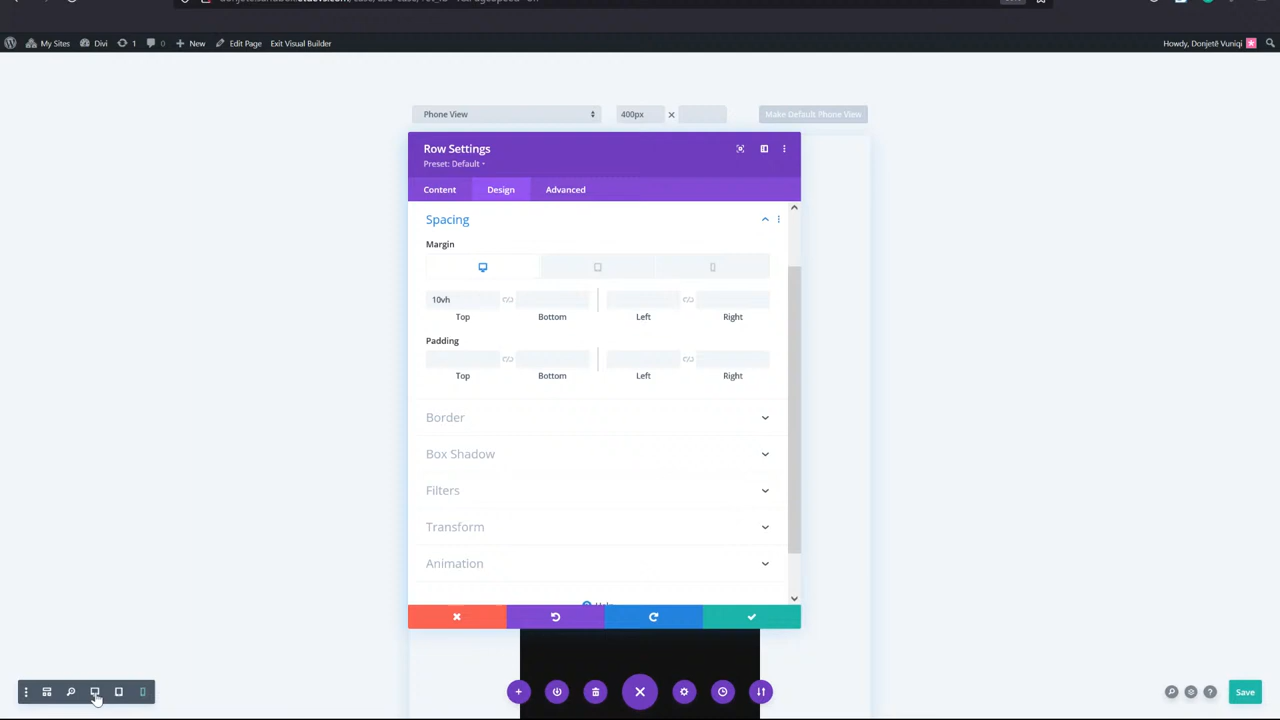 My Sites
Divi
1
0
New
Edit Page
Exit Visual Builder
Howdy, Donjetë Vuniqi
Phone View
400px
Make Default Phone View
Row Settings
Preset: Default
Content
Design
Advanced
Spacing
Margin
10vh
Top
Bottom
Left
Right
Padding
Top
Bottom
Left
Right
Border
Box Shadow
Filters
Transform
Animation
Help
Save